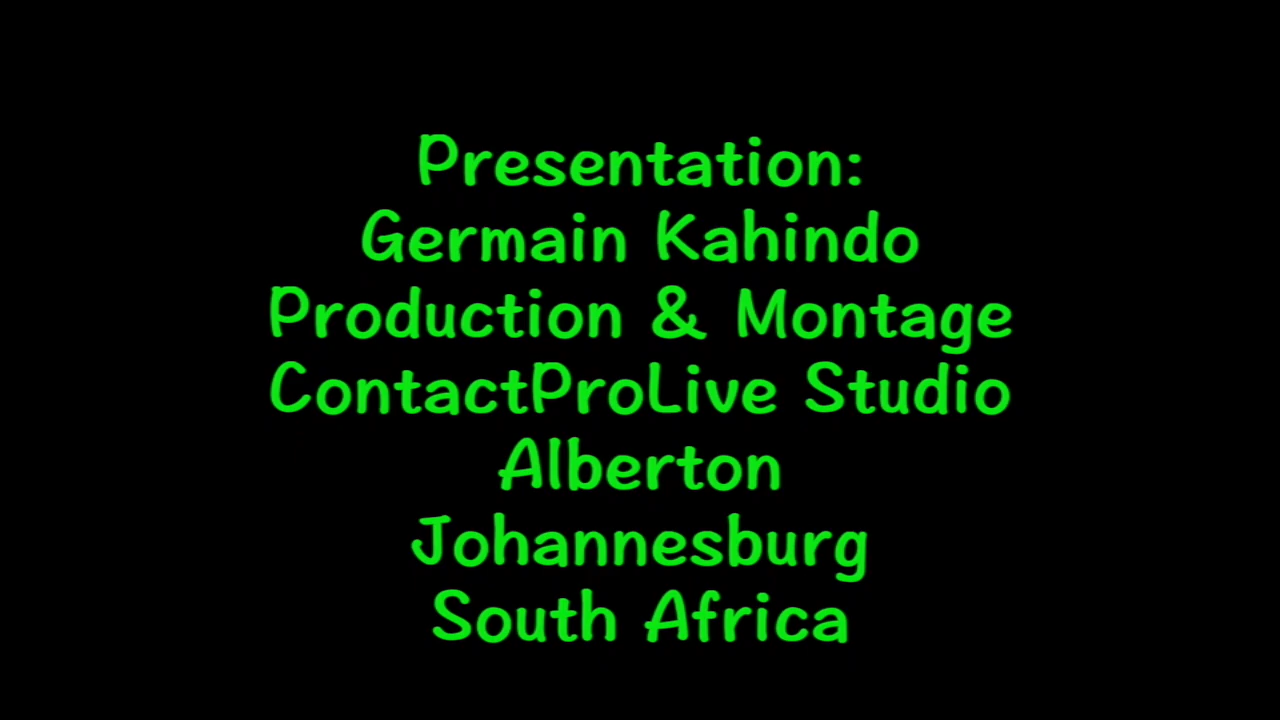 Presentation:
Germain Kahindo
Production & Montage
ContactProLive Studio
Alberton
Johannesburg
South Africa